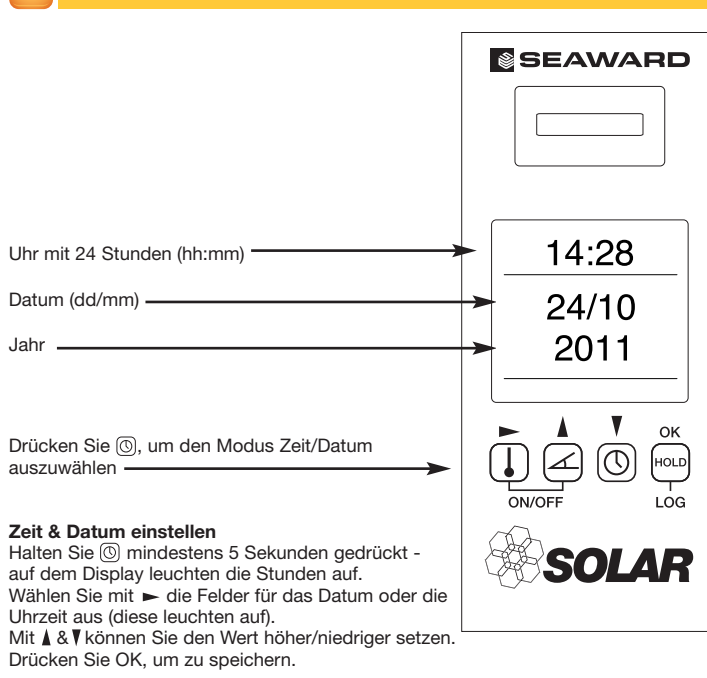 SEAWARD
Uhr mit 24 Stunden (hh:mm)
14:28
Datum (dd/mm)
24/10
Jahr
2011
Drücken Sie, um den Modus Zeit/Datum
auszuwählen
OK
HOLD
ON/OFF
LOG
SOLAR
Zeit & Datum einstellen
Halten Sie mindestens 5 Sekunden gedrückt -
auf dem Display leuchten die Stunden auf.
Wählen Sie mit ► die Felder für das Datum oder die
Uhrzeit aus (diese leuchten auf).
Mit ▲ & ▼ können Sie den Wert höher/niedriger setzen.
Drücken Sie OK, um zu speichern.